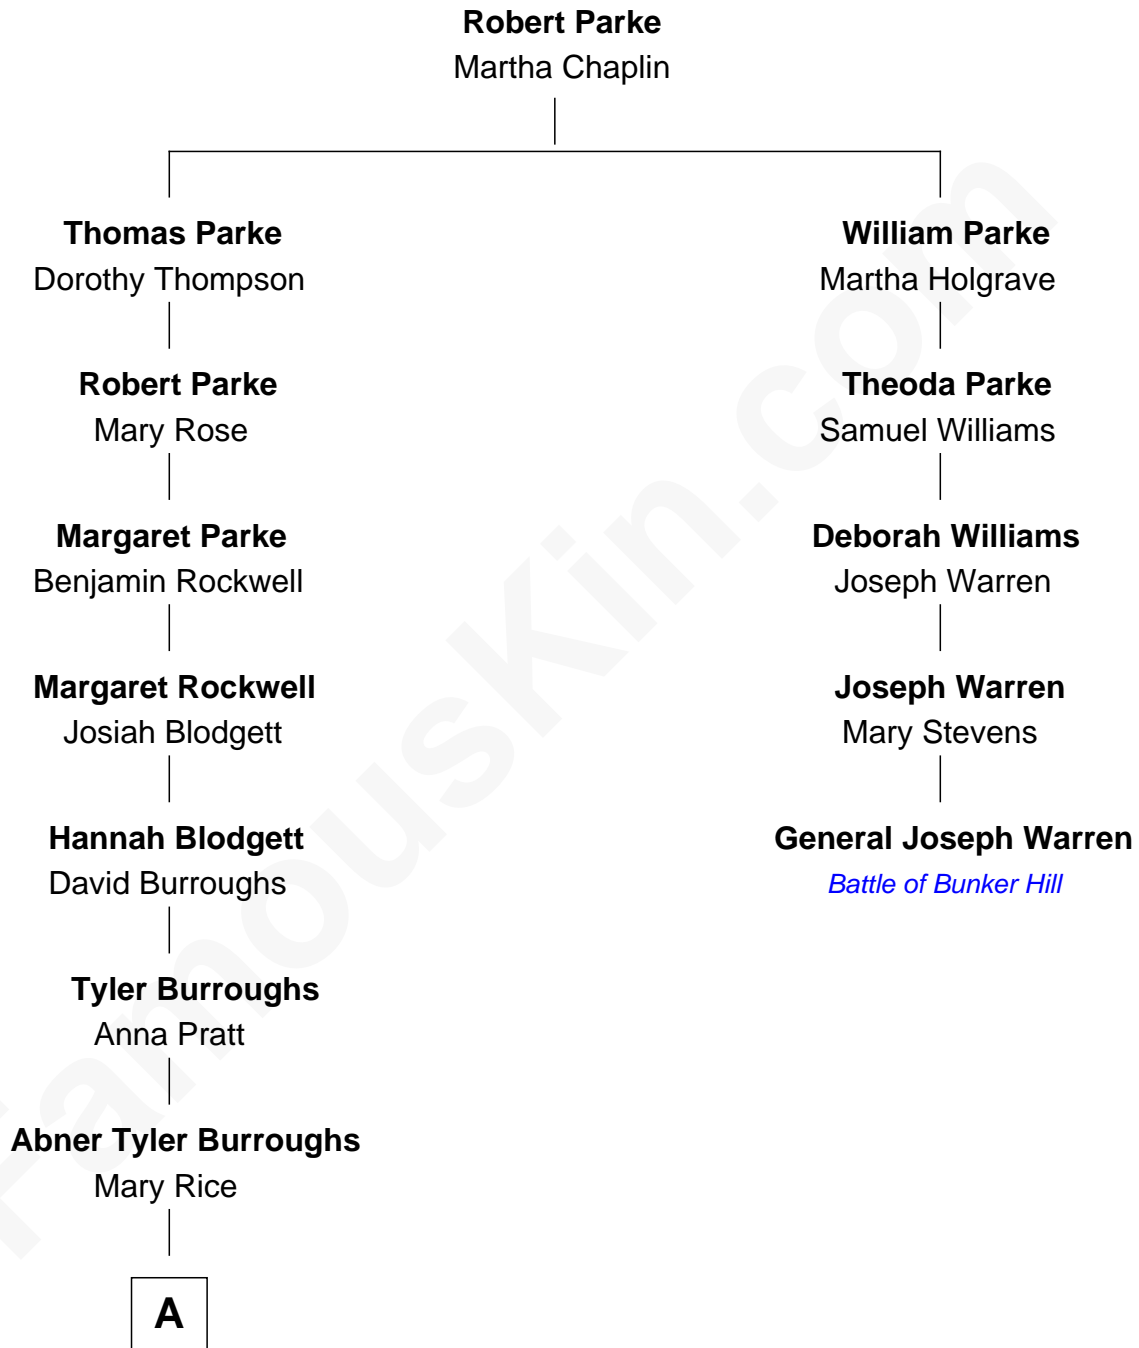 Robert Parke
Martha Chaplin
Thomas Parke
Dorothy Thompson
William Parke
Martha Holgrave
Robert Parke
Mary Rose
Theoda Parke
Samuel Williams
Margaret Parke
Benjamin Rockwell
Deborah Williams
Joseph Warren
Margaret Rockwell
Josiah Blodgett
Joseph Warren
Mary Stevens
Hannah Blodgett
David Burroughs
General Joseph Warren
Battle of Bunker Hill
Tyler Burroughs
Anna Pratt
Abner Tyler Burroughs
Mary Rice
A
FamousKin.com